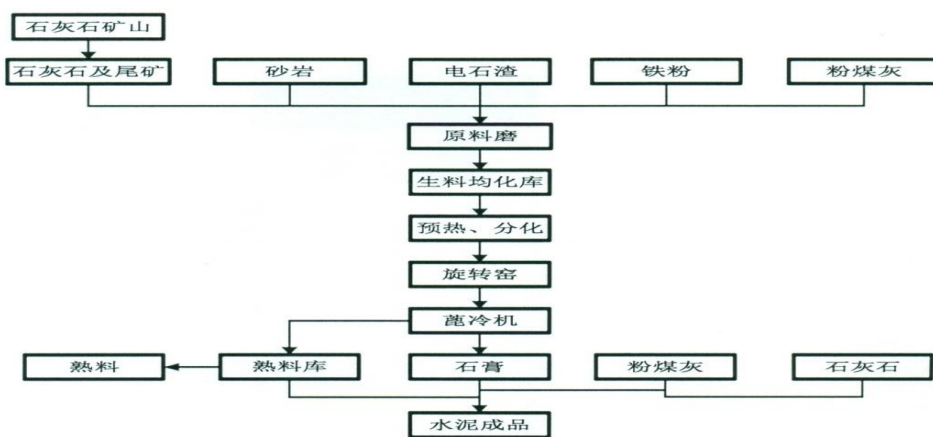 石灰石矿山
石灰石及尾矿
砂岩
电石渣
铁粉
粉煤灰
原料磨
生料均化库
预热、分化
旋转窑
蓖冷机
熟料
熟料库
石膏
粉煤灰
石灰石
水泥成品